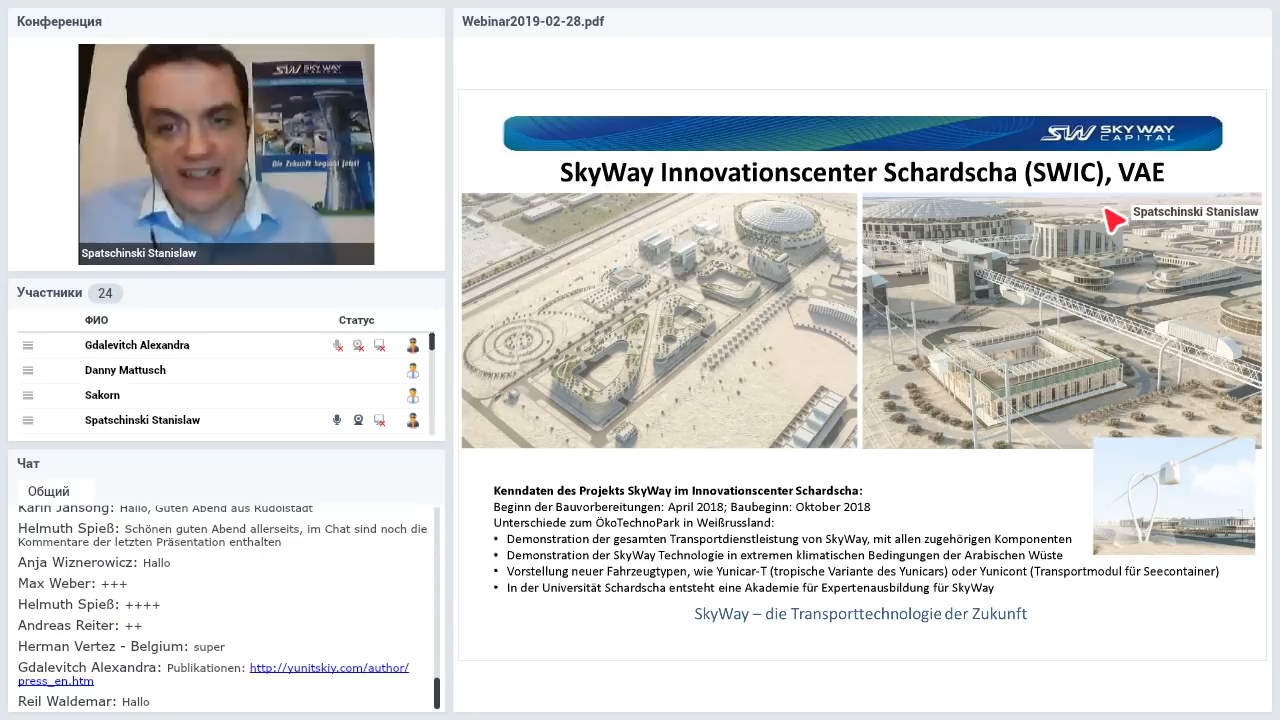 Конференция
SKY WAY
CAPITAL
Die Zukunft beginnt jetzt!
Spatschinski Stanislaw
Участники 24
ФИО Статус
Gdalevitch Alexandra
Danny Mattusch
Sakorn
Spatschinski Stanislaw
Чат
Общий
Karin Jansong: Hallo, Guten Abend aus Rudolstadt
Helmuth Spieß: Schönen guten Abend allerseits, im Chat sind noch die
Kommentare der letzten Präsentation enthalten
Anja Wiznerowicz: Hallo
Max Weber: +++
Helmuth Spieß: ++++
Andreas Reiter: ++
Herman Vertez - Belgium: super
Gdalevitch Alexandra: Publikationen: http://yunitskiy.com/author/
press_en.htm
Reil Waldemar: Hallo
Webinar2019-02-28.pdf
SW SKY WAY
CAPITAL
SkyWay Innovationscenter Schardscha (SWIC), VAE
Spatschinski Stanislaw
Kenndaten des Projekts SkyWay im Innovationscenter Schardscha:
Beginn der Bauvorbereitungen: April 2018; Baubeginn: Oktober 2018
Unterschiede zum ÖkoTechnoPark in Weißrussland:
• Demonstration der gesamten Transportdienstleistung von SkyWay, mit allen zugehörigen Komponenten
• Demonstration der SkyWay Technologie in extremen klimatischen Bedingungen der Arabischen Wüste
• Vorstellung neuer Fahrzeugtypen, wie Yunicar-T (tropische Variante des Yunicars) oder Yunicont (Transportmodul für Seecontainer)
• In der Universität Schardscha entsteht eine Akademie für Expertenausbildung für SkyWay
SkyWay – die Transporttechnologie der Zukunft